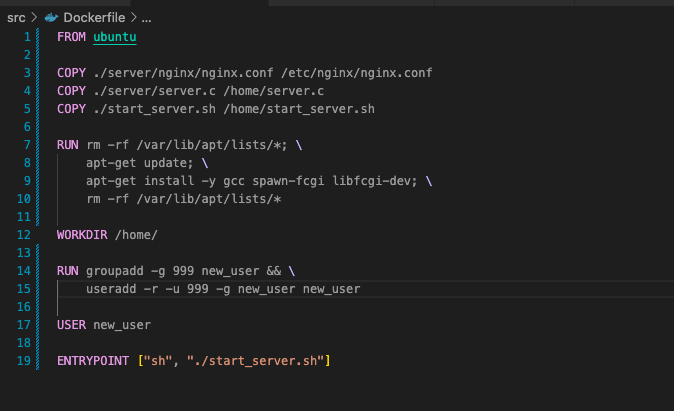 src > Dockerfile > ...
1 FROM ubuntu
2
3 COPY ./server/nginx/nginx.conf /etc/nginx/nginx.conf
4 COPY ./server/server.c /home/server.c
5 COPY ./start_server.sh /home/start_server.sh
6
7 RUN rm -rf /var/lib/apt/lists/*; \
8     apt-get update; \
9     apt-get install -y gcc spawn-fcgi libfcgi-dev; \
10     rm -rf /var/lib/apt/lists/*
11
12 WORKDIR /home/
13
14 RUN groupadd -g 999 new_user && \
15     useradd -r -u 999 -g new_user new_user
16
17 USER new_user
18
19 ENTRYPOINT ["sh", "./start_server.sh"]